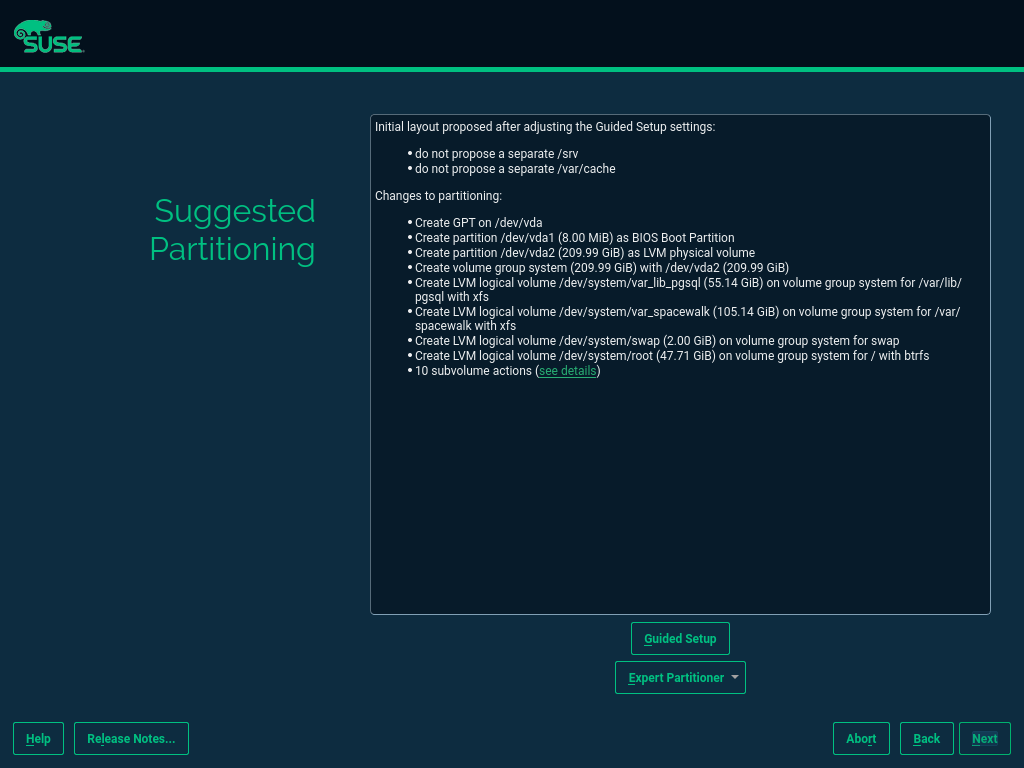 SUSE
Suggested
Partitioning
Initial layout proposed after adjusting the Guided Setup settings:
• do not propose a separate /srv
• do not propose a separate /var/cache
Changes to partitioning:
• Create GPT on /dev/vda
• Create partition /dev/vda1 (8.00 MiB) as BIOS Boot Partition
• Create partition /dev/vda2 (209.99 GiB) as LVM physical volume
• Create volume group system (209.99 GiB) with /dev/vda2 (209.99 GiB)
• Create LVM logical volume /dev/system/var_lib_pgsql (55.14 GiB) on volume group system for /var/lib/
pgsql with xfs
• Create LVM logical volume /dev/system/var_spacewalk (105.14 GiB) on volume group system for /var/
spacewalk with xfs
• Create LVM logical volume /dev/system/swap (2.00 GiB) on volume group system for swap
• Create LVM logical volume /dev/system/root (47.71 GiB) on volume group system for / with btrfs
• 10 subvolume actions (see details)
Guided Setup
Expert Partitioner
Help
Release Notes...
Abort
Back
Next